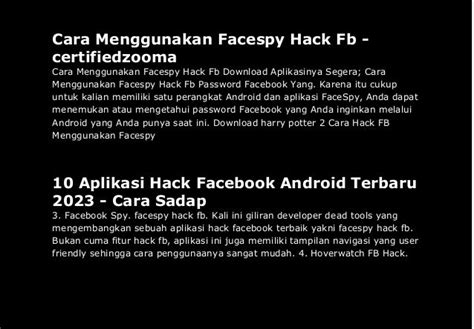 Cara Menggunakan Facespy Hack Fb -
certifiedzooma
Cara Menggunakan Facespy Hack Fb Download Aplikasinya Segera; Cara
Menggunakan Facespy Hack Fb Password Facebook Yang. Karena itu cukup
untuk kalian memiliki satu perangkat Android dan aplikasi FaceSpy, Anda dapat
menemukan atau mengetahui password Facebook yang Anda inginkan melalui
Android yang Anda punya saat ini. Download harry potter 2 Cara Hack FB
Menggunakan Facespy
10 Aplikasi Hack Facebook Android Terbaru
2023 - Cara Sadap
3. Facebook Spy. facespy hack fb. Kali ini giliran developer dead tools yang
mengembangkan sebuah aplikasi hack facebook terbaik yakni facespy hack fb.
Bukan cuma fitur hack fb, aplikasi ini juga memiliki tampilan navigasi yang user
friendly sehingga cara penggunaanya sangat mudah. 4. Hoverwatch FB Hack.